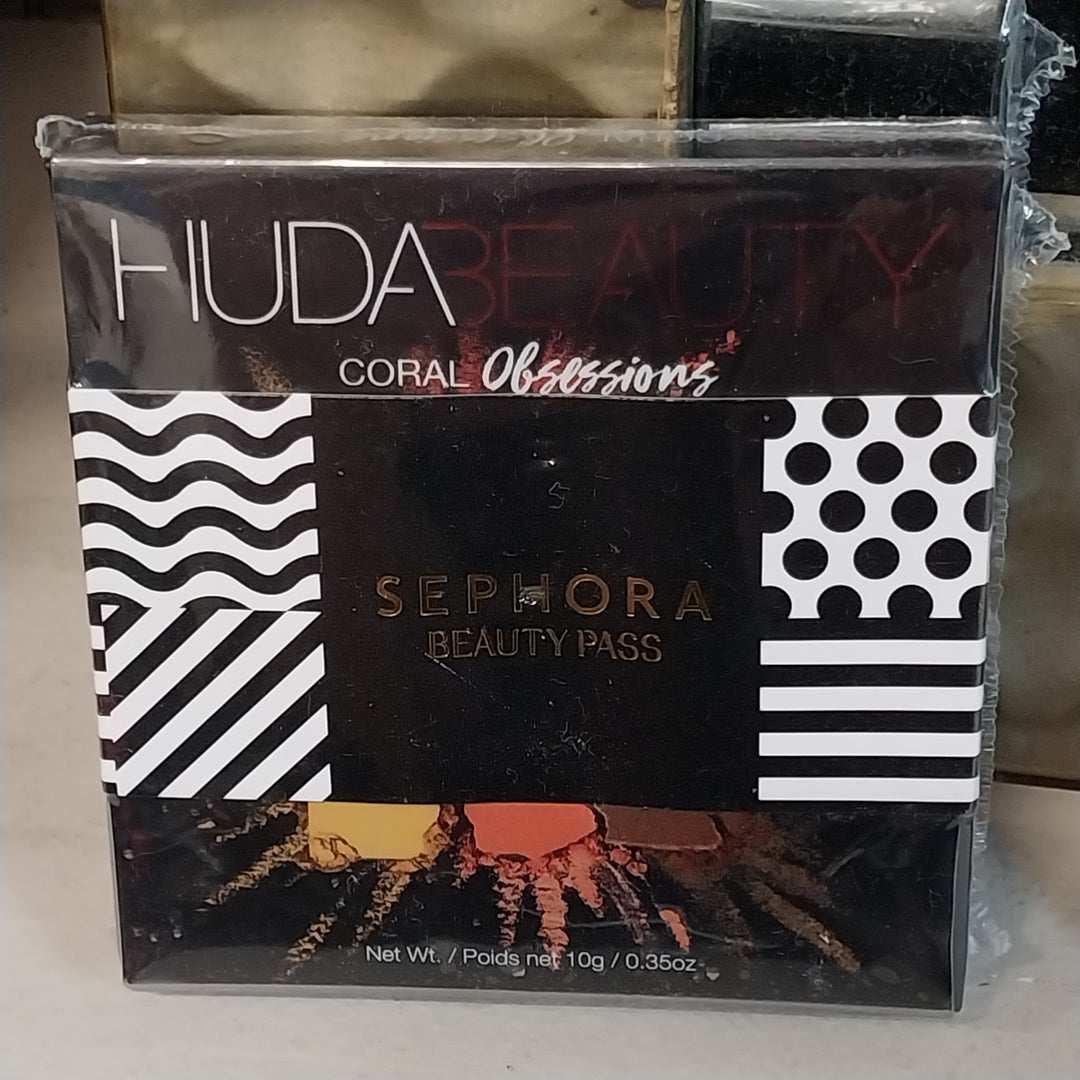 HUDABEAUTY
CORAL Obsessions
SEPHORA
BEAUTY PASS
Net Wt. / Poids net 10g / 0.35oz